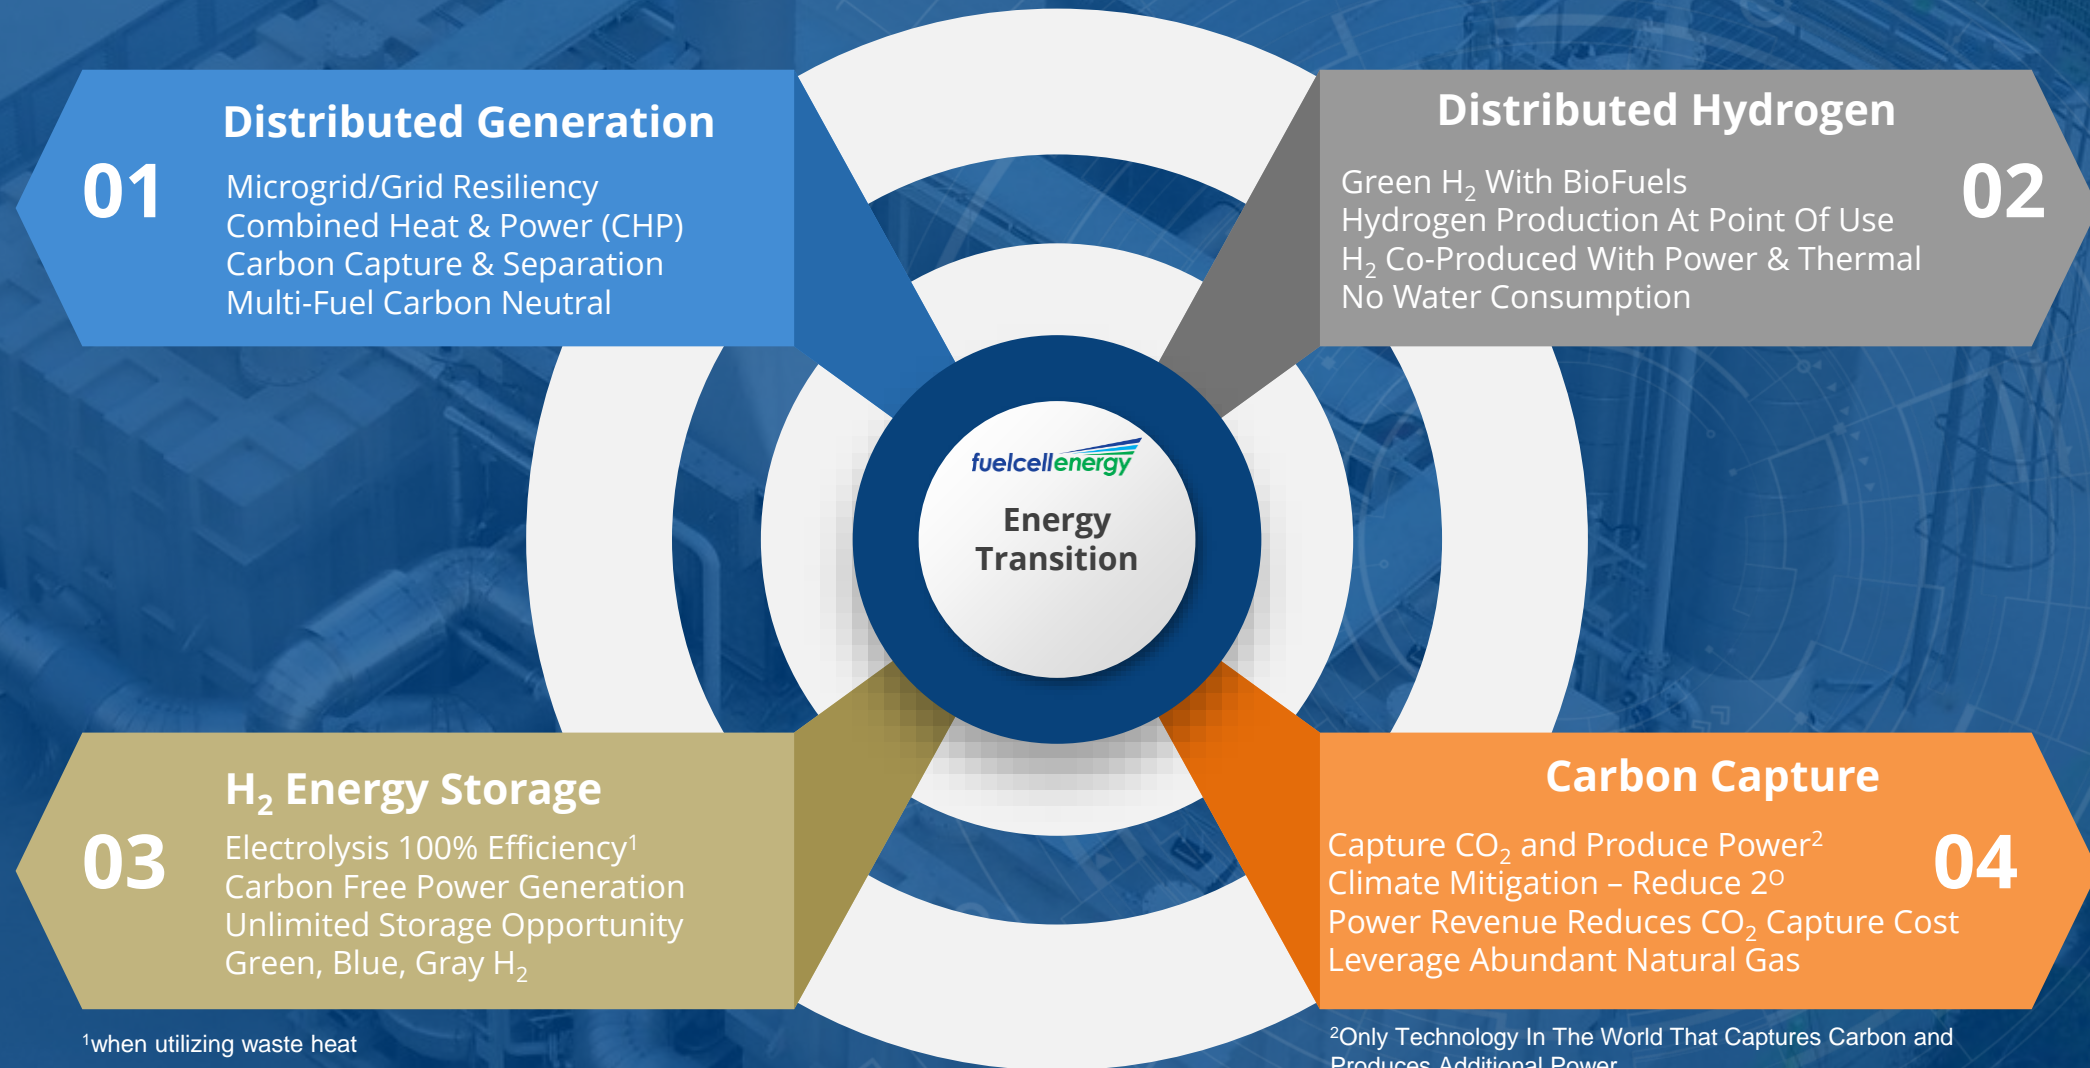 Distributed Generation
01
Microgrid/Grid Resiliency
Combined Heat & Power (CHP)
Carbon Capture & Separation
Multi-Fuel Carbon Neutral
Distributed Hydrogen
02
Green H₂ With BioFuels
Hydrogen Production At Point Of Use
H₂ Co-Produced With Power & Thermal
No Water Consumption
fuelcellenergy
Energy
Transition
H₂ Energy Storage
03
Electrolysis 100% Efficiency¹
Carbon Free Power Generation
Unlimited Storage Opportunity
Green, Blue, Gray H₂
Carbon Capture
04
Capture CO₂ and Produce Power²
Climate Mitigation – Reduce 2ᴼ
Power Revenue Reduces CO₂ Capture Cost
Leverage Abundant Natural Gas
¹when utilizing waste heat
²Only Technology In The World That Captures Carbon and
Produces Additional Power